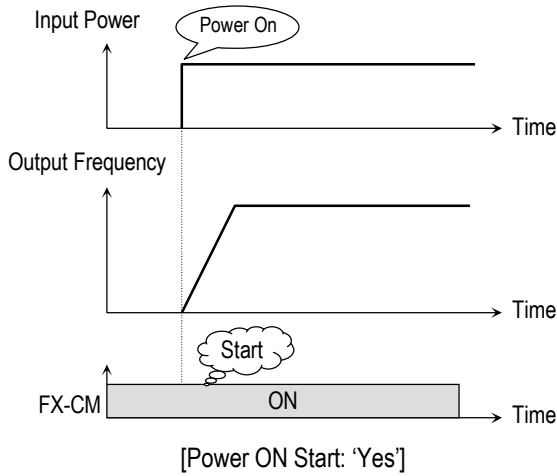 Input Power
Power On
Time
Output Frequency
Time
Start
FX-CM
ON
Time
[Power ON Start: ‘Yes’]